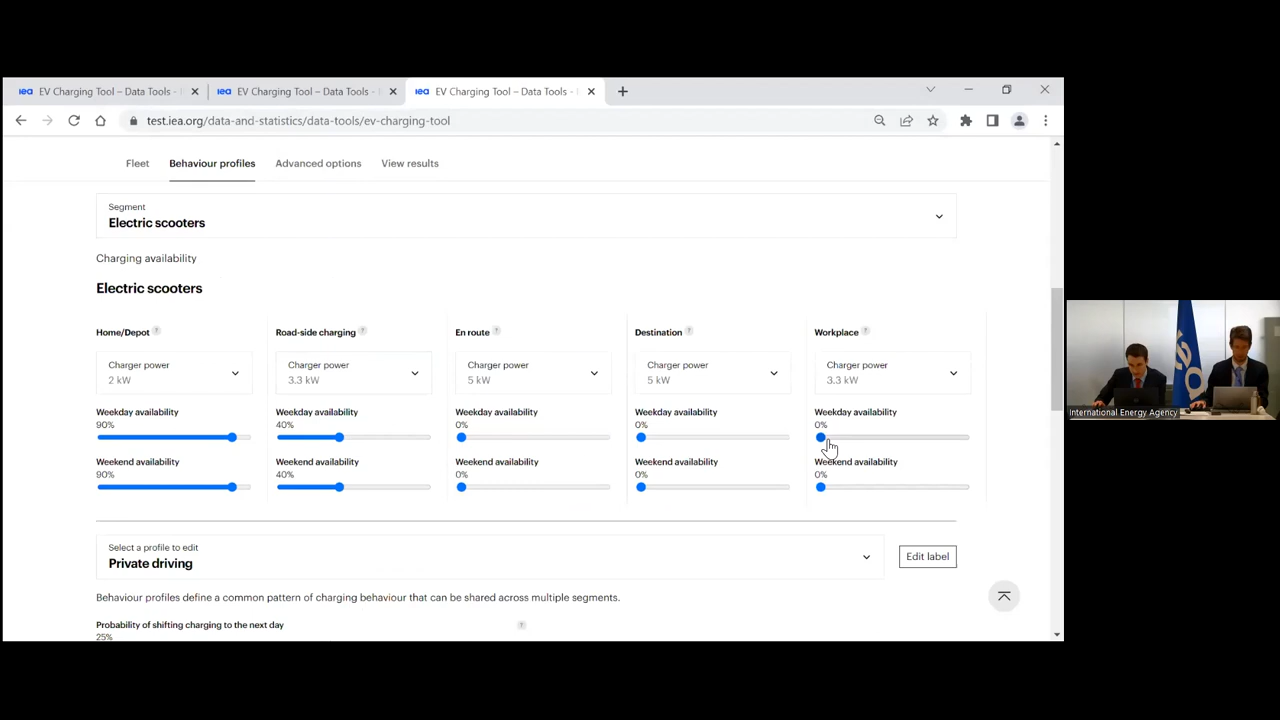 iea EV Charging Tool – Data Tools - iea EV Charging Tool – Data Tools - iea EV Charging Tool – Data Tools -
test.iea.org/data-and-statistics/data-tools/ev-charging-tool
Fleet Behaviour profiles Advanced options View results
Segment
Electric scooters
Charging availability
Electric scooters
Home/Depot ? Road-side charging ? En route ? Destination ? Workplace ?
Charger power Charger power Charger power Charger power Charger power
2 kW 3.3 kW 5 kW 5 kW 3.3 kW
Weekday availability Weekday availability Weekday availability Weekday availability Weekday availability
90% 40% 0% 0% 0%
Weekend availability Weekend availability Weekend availability Weekend availability Weekend availability
90% 40% 0% 0% 0%
Select a profile to edit
Private driving
Edit label
Behaviour profiles define a common pattern of charging behaviour that can be shared across multiple segments.
Probability of shifting charging to the next day ?
25%
International Energy Agency